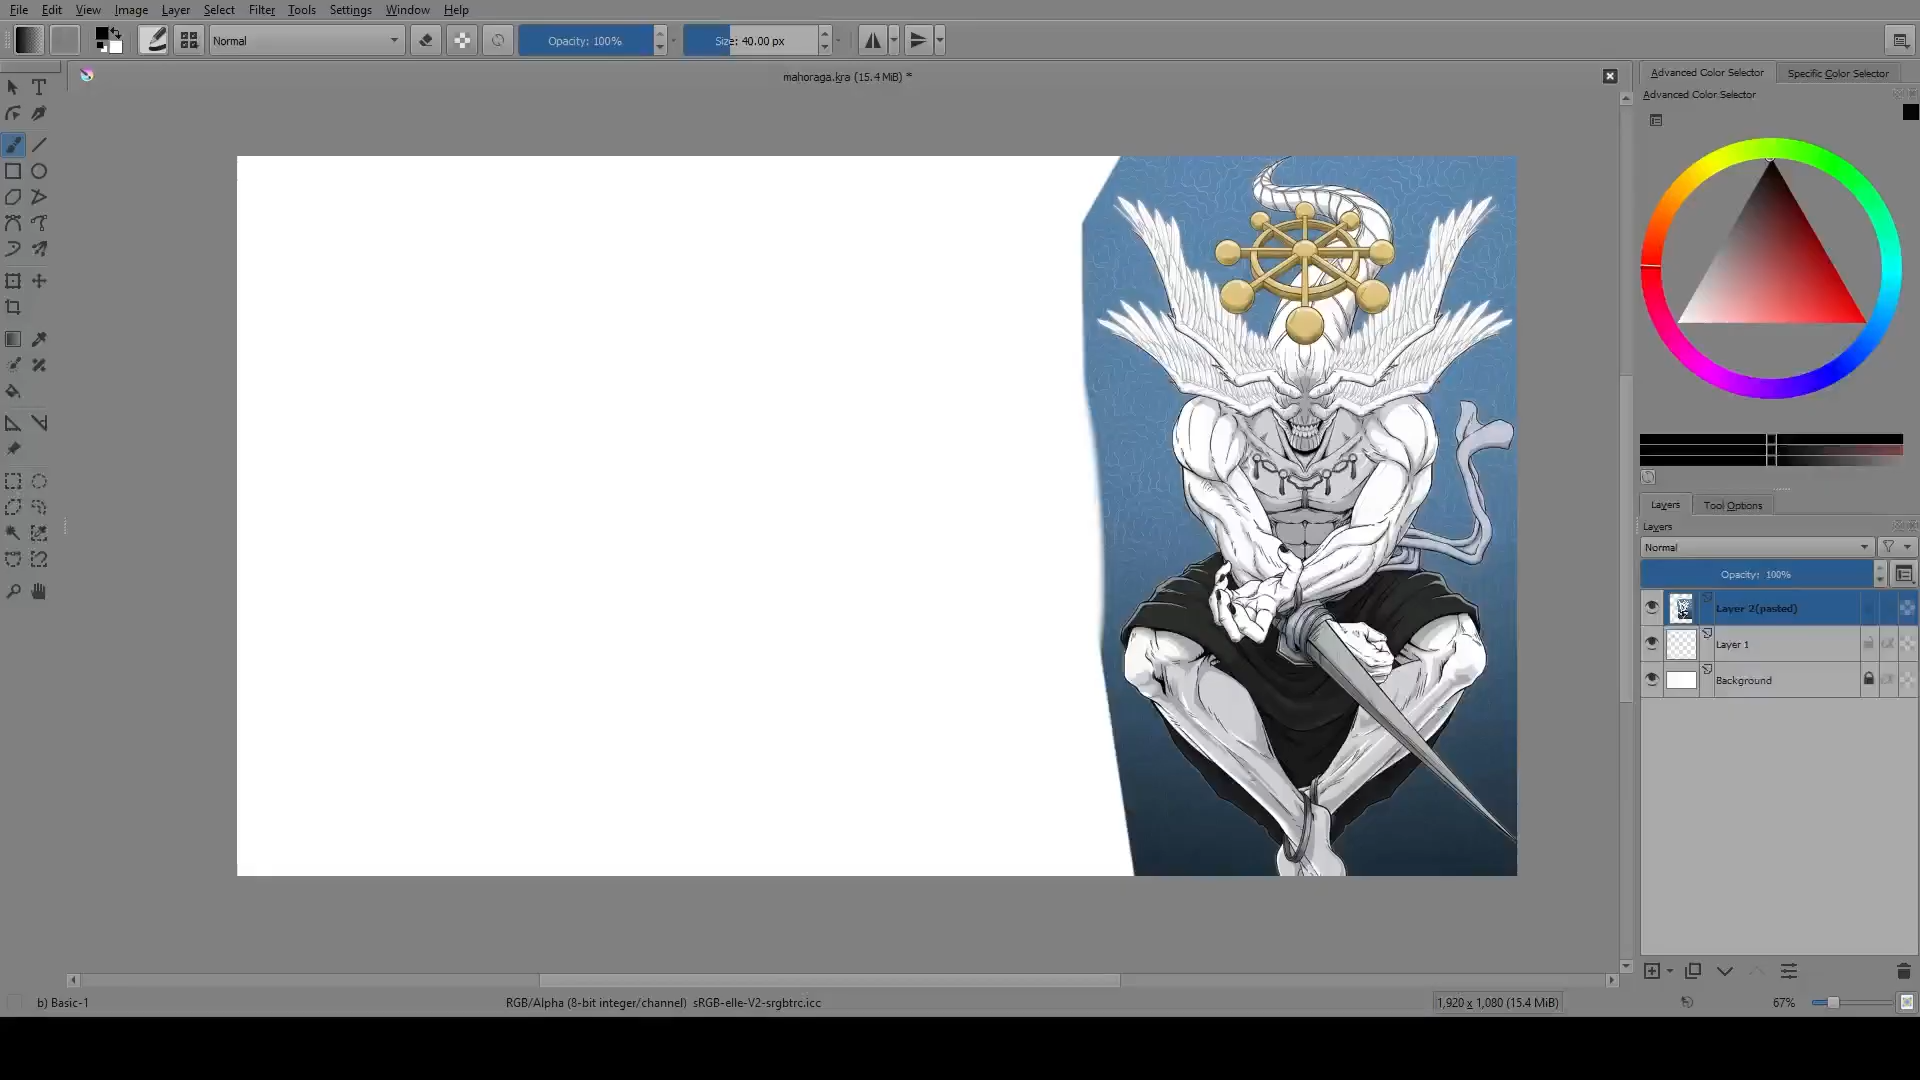 File Edit View Image Layer Select Filter Tools Settings Window Help
Normal Opacity: 100% Size: 40.00 px
mahoraga.kra (15.4 MiB) *
Advanced Color Selector Specific Color Selector
Advanced Color Selector
Layers Tool Options
Layers
Normal
Opacity: 100%
Layer 2(pasted)
Layer 1
Background
b) Basic-1 RGB/Alpha (8-bit integer/channel) sRGB-elle-V2-srgbtrc.icc 1,920 x 1,080 (15.4 MiB) 67%